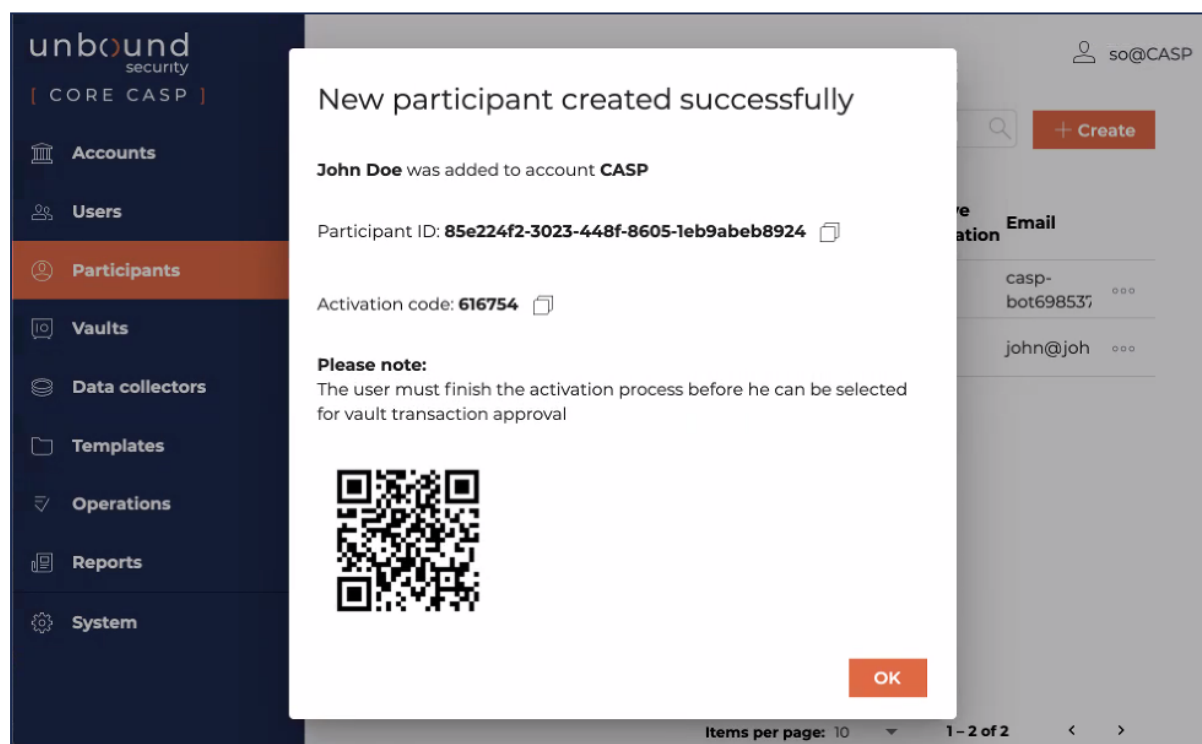 unbound
security
[ CORE CASP ]
Accounts
Users
Participants
Vaults
Data collectors
Templates
Operations
Reports
System
so@CASP
+ Create
Email
casp-
bot698537
john@joh
New participant created successfully
John Doe was added to account CASP
Participant ID: 85e224f2-3023-448f-8605-1eb9abeb8924
Activation code: 616754
Please note:
The user must finish the activation process before he can be selected
for vault transaction approval
OK
Items per page: 10
1 – 2 of 2